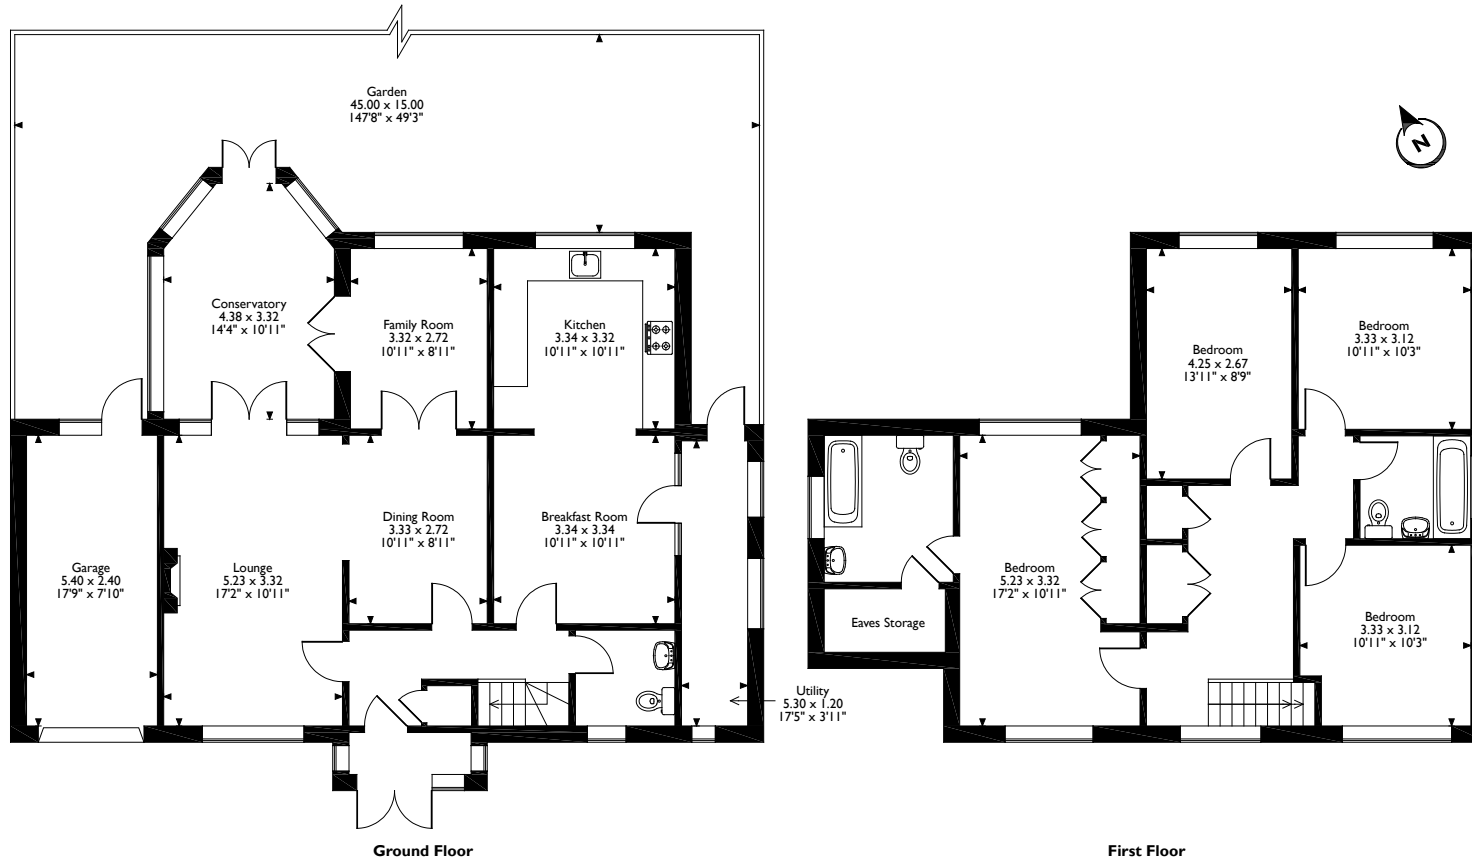 Garden
45.00 x 15.00
147'8" x 49'3"
N
Conservatory
4.38 x 3.32
14'4" x 10'11"
Family Room
3.32 x 2.72
10'11" x 8'11"
Kitchen
3.34 x 3.32
10'11" x 10'11"
Dining Room
3.33 x 2.72
10'11" x 8'11"
Breakfast Room
3.34 x 3.34
10'11" x 10'11"
Garage
5.40 x 2.40
17'9" x 7'10"
Lounge
5.23 x 3.32
17'2" x 10'11"
Utility
5.30 x 1.20
17'5" x 3'11"
Ground Floor
Bedroom
4.25 x 2.67
13'11" x 8'9"
Bedroom
3.33 x 3.12
10'11" x 10'3"
Bedroom
5.23 x 3.32
17'2" x 10'11"
Eaves Storage
Bedroom
3.33 x 3.12
10'11" x 10'3"
First Floor